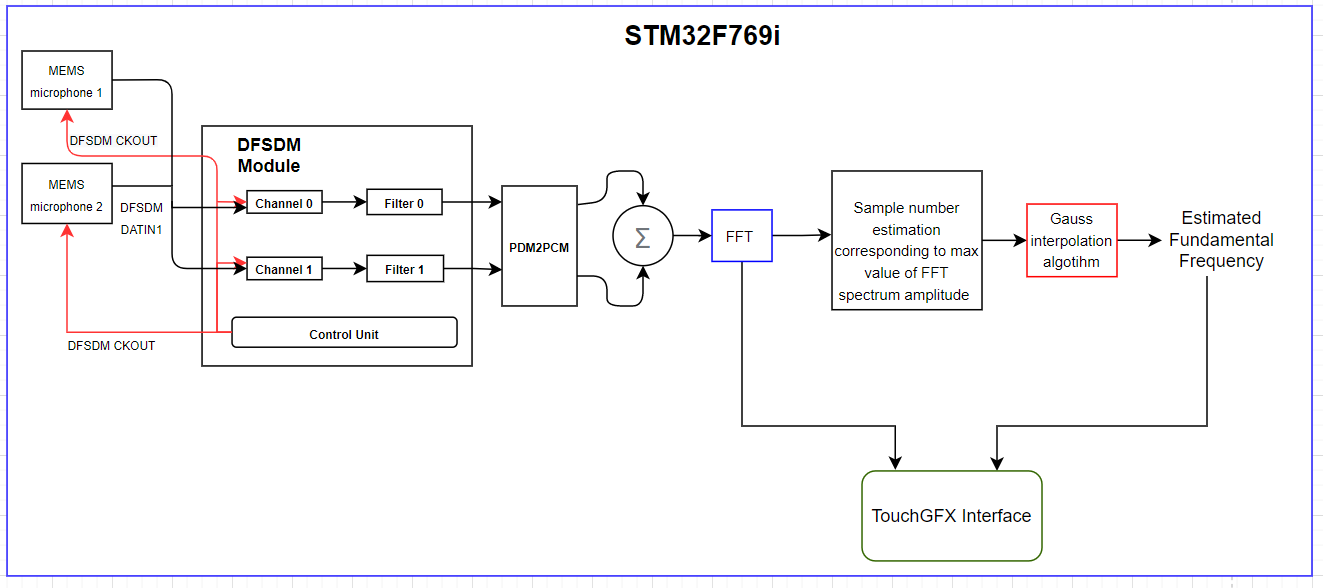 STM32F769i
MEMS
microphone 1
DFSDM CKOUT
MEMS
microphone 2
DFSDM
DATIN1
DFSDM CKOUT
DFSDM
Module
Channel 0
Filter 0
Channel 1
Filter 1
Control Unit
PDM2PCM
Σ
FFT
Sample number
estimation
corresponding to max
value of FFT
spectrum amplitude
Gauss
interpolation
algotihm
Estimated
Fundamental
Frequency
TouchGFX Interface